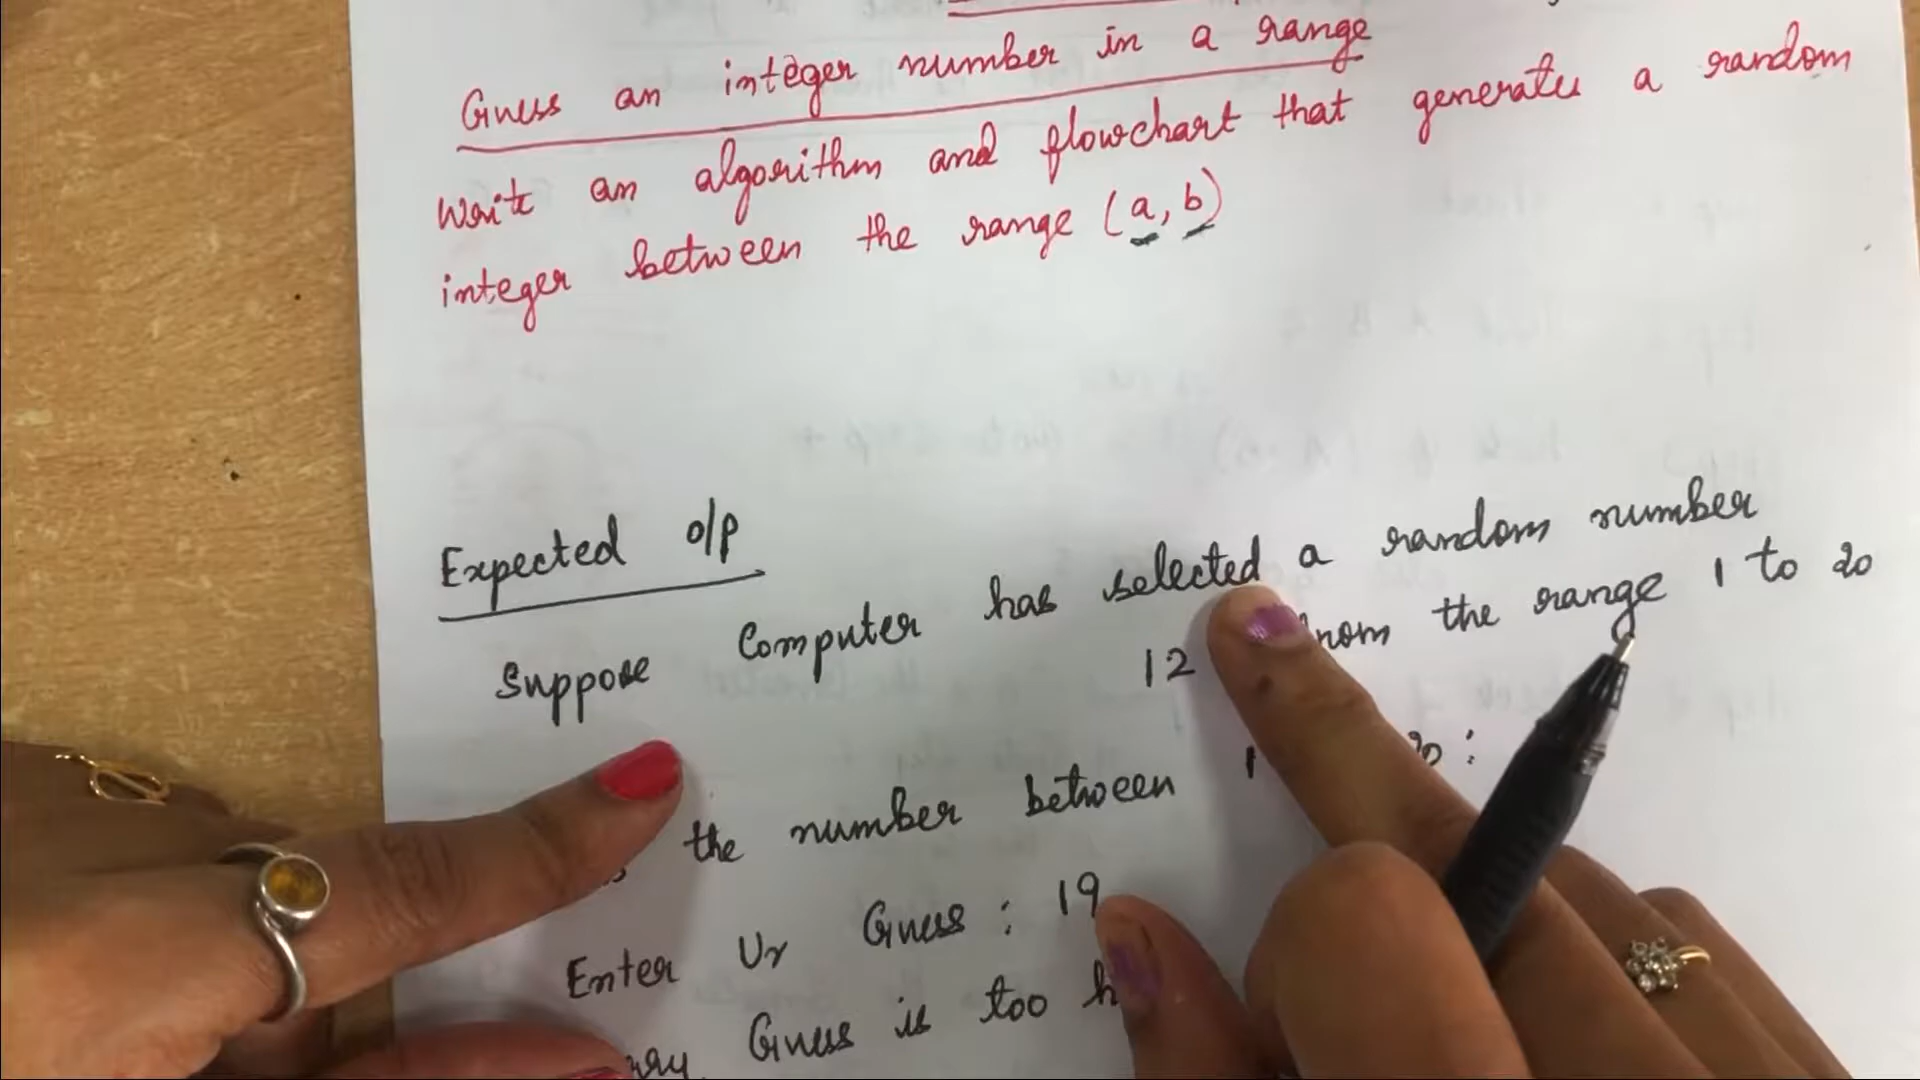 Guess an integer number in a range
Write an algorithm and flowchart that generates a random
integer between the range (a, b)
Expected o/p
Suppose Computer has selected a random number
12 from the range 1 to 20
the number between 1
Enter Ur Guess : 19
Guess is too